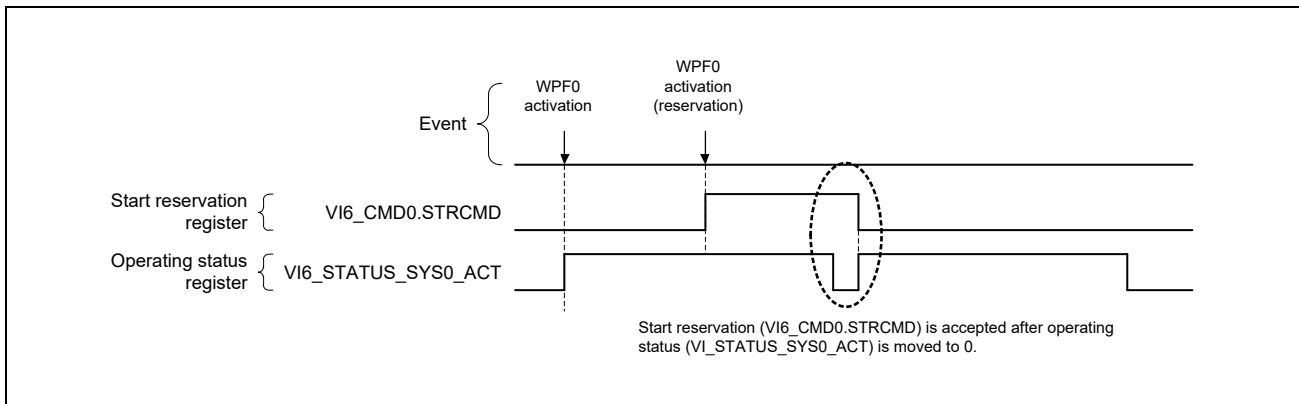 WPF0
activation
WPF0
activation
(reservation)
Event
Start reservation
register
VI6_CMD0.STRCMD
Operating status
register
VI6_STATUS_SYS0_ACT
Start reservation (VI6_CMD0.STRCMD) is accepted after operating
status (VI_STATUS_SYS0_ACT) is moved to 0.